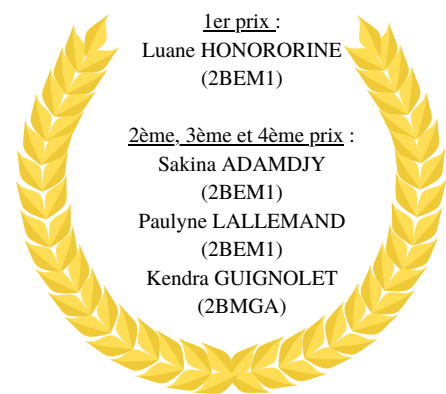 1er prix :
Luane HONORORINE
(2BEM1)
2ème, 3ème et 4ème prix :
Sakina ADAMDJY
(2BEM1)
Paulyne LALLEMAND
(2BEM1)
Kendra GUIGNOLET
(2BMGA)